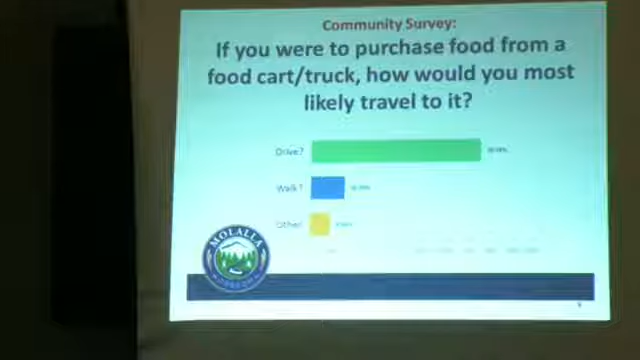 Community Survey:
If you were to purchase food from a
food cart/truck, how would you most
likely travel to it?
Drive?
Walk?
Other
MOLALLA